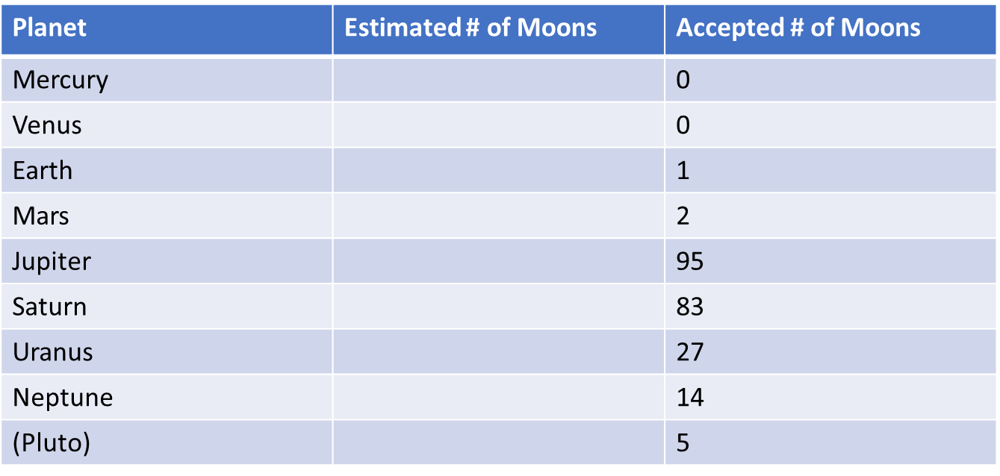 Planet Estimated # of Moons Accepted # of Moons
Mercury 0
Venus 0
Earth 1
Mars 2
Jupiter 95
Saturn 83
Uranus 27
Neptune 14
(Pluto) 5